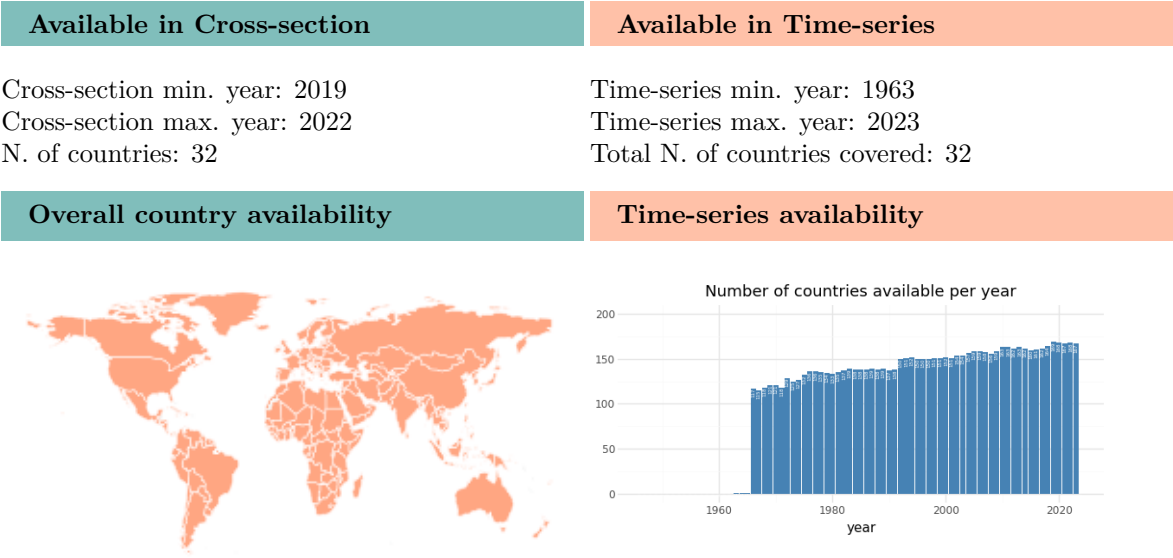 Available in Cross-section
Available in Time-series
Cross-section min. year: 2019
Cross-section max. year: 2022
N. of countries: 32
Time-series min. year: 1963
Time-series max. year: 2023
Total N. of countries covered: 32
Overall country availability
Time-series availability
Number of countries available per year
200
150
100
50
0
1960
1980
2000
2020
year